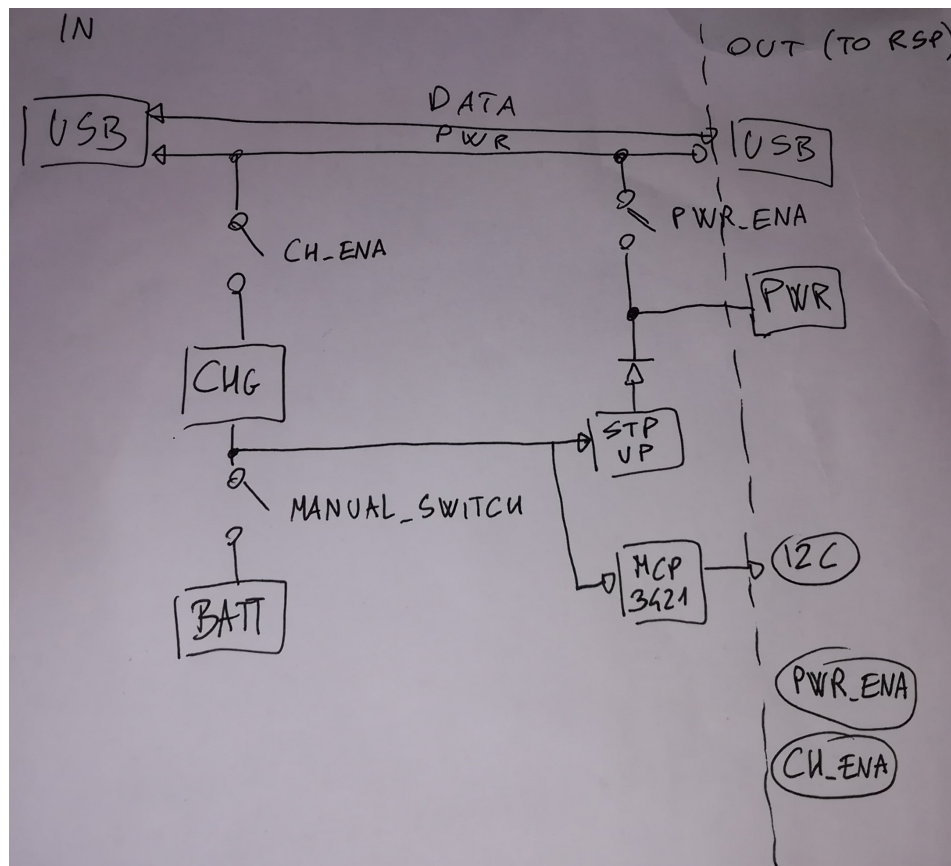 IN
OUT (TO RSP)
DATA
USB
PWR
USB
PWR_ENA
CH_ENA
PWR
CHG
STP
UP
MANUAL_SWITCH
MCP
3421
I2C
BATT
PWR_ENA
CH_ENA